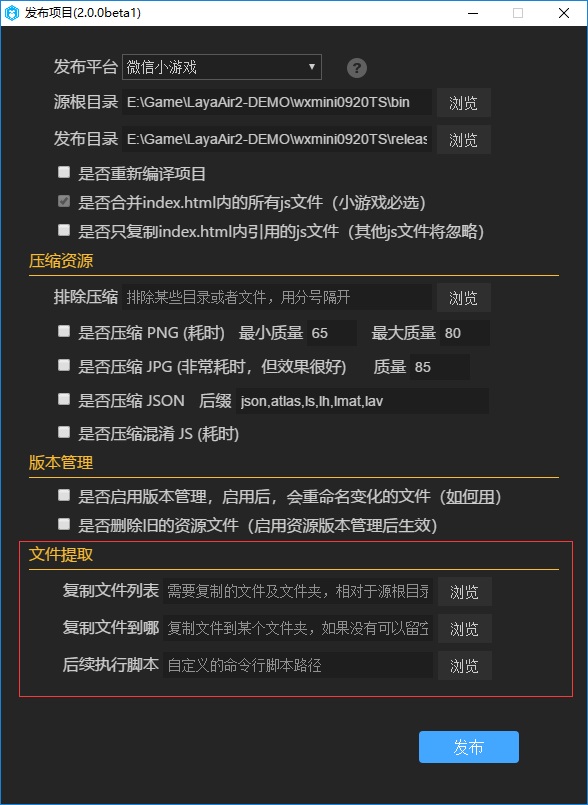 发布项目(2.0.0beta1)
发布平台 微信小游戏 ?
源根目录 E:\Game\LayaAir2-DEMO\wxmini0920TS\bin 浏览
发布目录 E:\Game\LayaAir2-DEMO\wxmini0920TS\releas 浏览
是否重新编译项目
是否合并index.html内的所有js文件（小游戏必选）
是否只复制index.html内引用的js文件（其他js文件将忽略）
压缩资源
排除压缩 排除某些目录或者文件，用分号隔开 浏览
是否压缩 PNG (耗时) 最小质量 65 最大质量 80
是否压缩 JPG (非常耗时，但效果很好) 质量 85
是否压缩 JSON 后缀 json,atlas,ls,lh,lmat,lav
是否压缩混淆 JS (耗时)
版本管理
是否启用版本管理，启用后，会重命名变化的文件（如何用）
是否删除旧的资源文件（启用资源版本管理后生效）
文件提取
复制文件列表 需要复制的文件及文件夹，相对于源根目录 浏览
复制文件到哪 复制文件到某个文件夹，如果没有可以留空 浏览
后续执行脚本 自定义的命令行脚本路径 浏览
发布